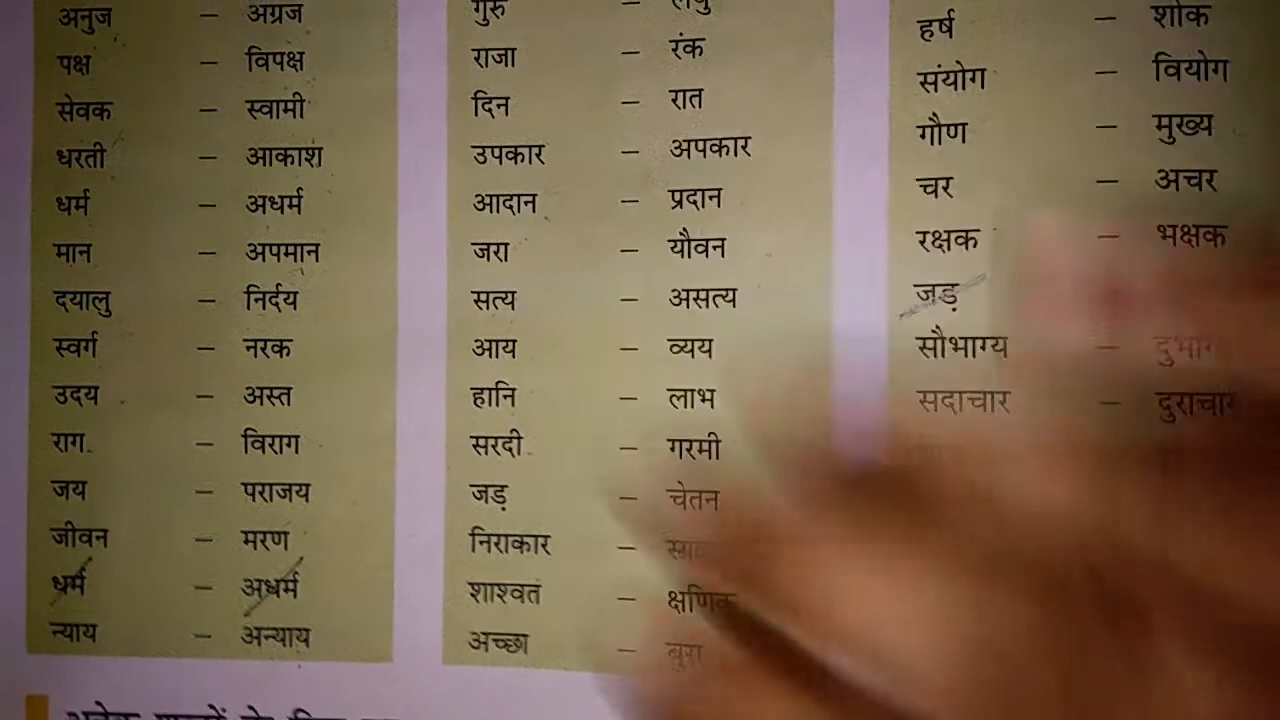 अनुज – अग्रज
पक्ष – विपक्ष
सेवक – स्वामी
धरती – आकाश
धर्म – अधर्म
मान – अपमान
दयालु – निर्दय
स्वर्ग – नरक
उदय – अस्त
राग – विराग
जय – पराजय
जीवन – मरण
धर्म – अधर्म
न्याय – अन्याय
गुरु – लघु
राजा – रंक
दिन – रात
उपकार – अपकार
आदान – प्रदान
जरा – यौवन
सत्य – असत्य
आय – व्यय
हानि – लाभ
सरदी – गरमी
जड़ – चेतन
निराकार –
शाश्वत – क्षणिक
अच्छा – बुरा
हर्ष – शोक
संयोग – वियोग
गौण – मुख्य
चर – अचर
रक्षक – भक्षक
जड़
सौभाग्य –
सदाचार – दुराचार